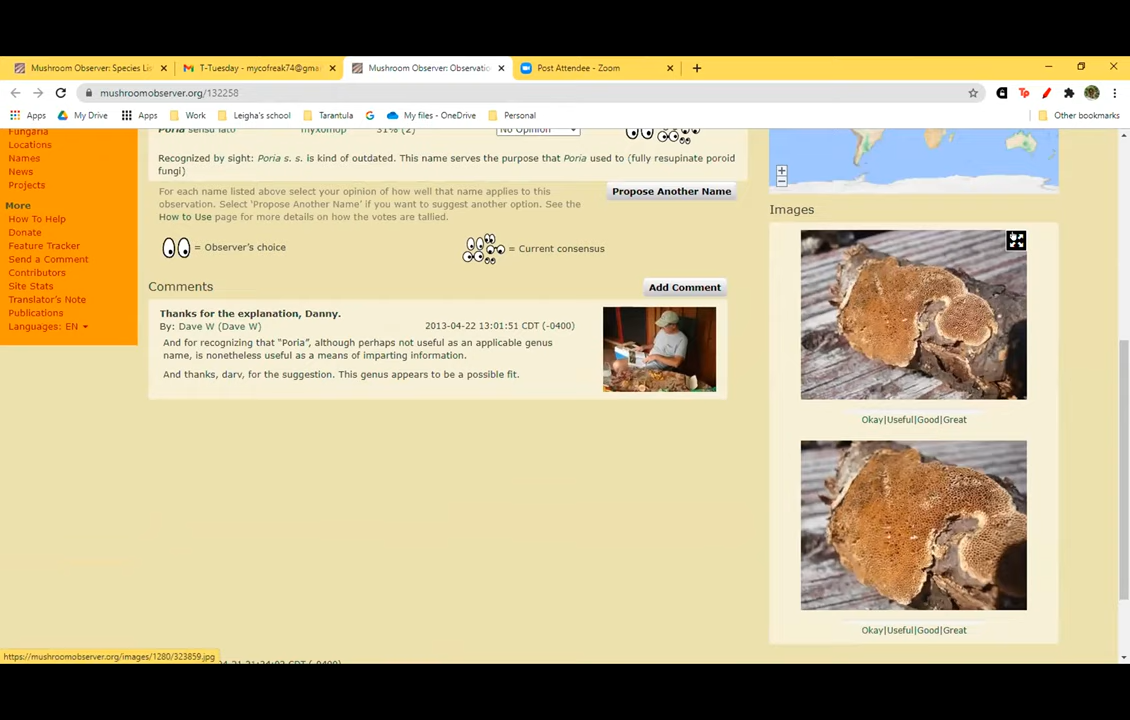 Mushroom Observer: Species Lis
T-Tuesday - mycofreak74@gma
Mushroom Observer: Observatio
Post Attendee - Zoom
mushroomobserver.org/132258
Apps
My Drive
Apps
Work
Leigha's school
Tarantula
My files - OneDrive
Personal
Other bookmarks
Fungaria
Locations
Names
News
Projects
More
How To Help
Donate
Feature Tracker
Send a Comment
Contributors
Site Stats
Translator's Note
Publications
Languages: EN
Poria sensu lato
myxomop
31% (2)
No Opinion
Recognized by sight: Poria s. s. is kind of outdated. This name serves the purpose that Poria used to (fully resupinate poroid
fungi)
For each name listed above select your opinion of how well that name applies to this
observation. Select 'Propose Another Name' if you want to suggest another option. See the
How to Use page for more details on how the votes are tallied.
Propose Another Name
= Observer's choice
= Current consensus
Comments
Add Comment
Thanks for the explanation, Danny.
By: Dave W (Dave W)
2013-04-22 13:01:51 CDT (-0400)
And for recognizing that "Poria", although perhaps not useful as an applicable genus
name, is nonetheless useful as a means of imparting information.
And thanks, darv, for the suggestion. This genus appears to be a possible fit.
Images
Okay|Useful|Good|Great
Okay|Useful|Good|Great
https://mushroomobserver.org/images/1280/323859.jpg